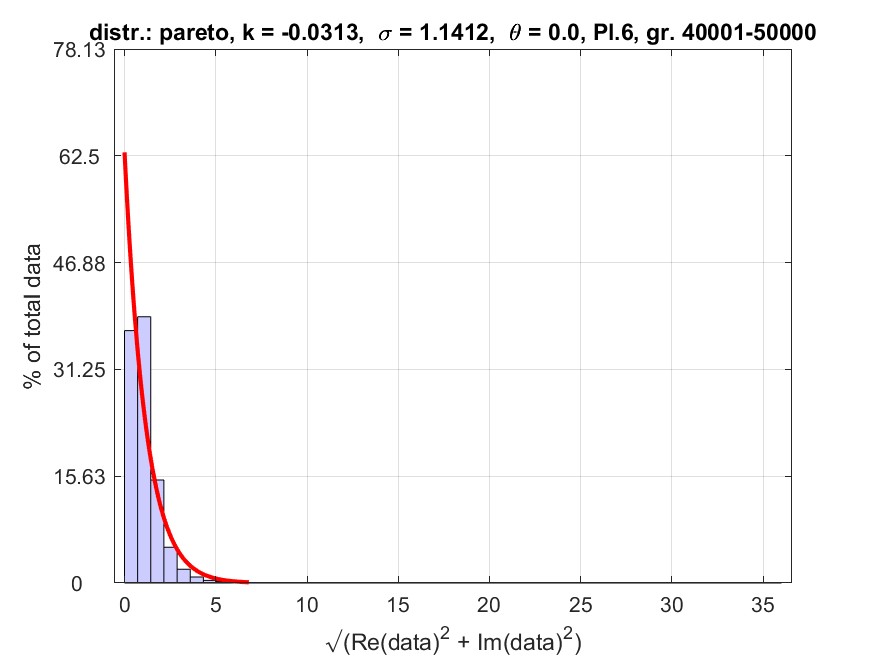 distr.: pareto, k = -0.0313, σ = 1.1412, θ = 0.0, Pl.6, gr. 40001-50000
78.13
62.5
46.88
31.25
15.63
0
% of total data
0 5 10 15 20 25 30 35
√(Re(data)² + Im(data)²)